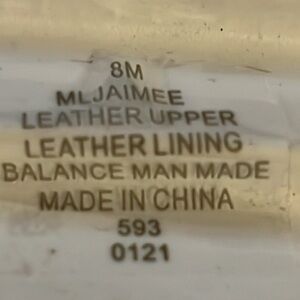 8M
MLJAIMEE
LEATHER UPPER
LEATHER LINING
BALANCE MAN MADE
MADE IN CHINA
593
0121